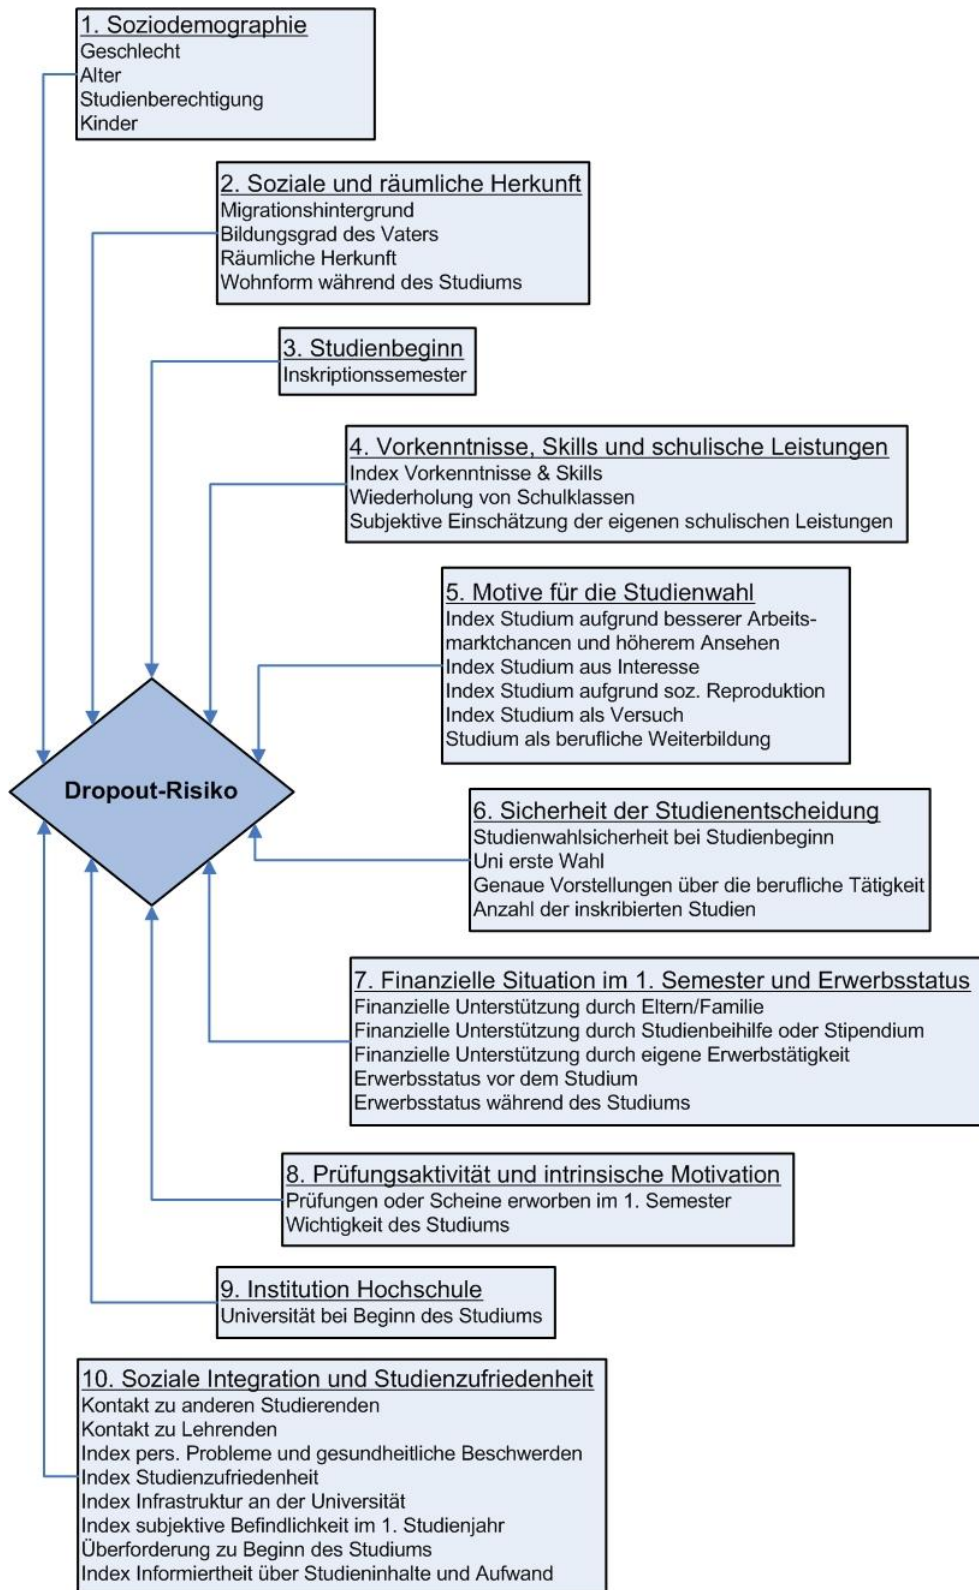 1. Soziodemographie
Geschlecht
Alter
Studienberechtigung
Kinder
2. Soziale und räumliche Herkunft
Migrationshintergrund
Bildungsgrad des Vaters
Räumliche Herkunft
Wohnform während des Studiums
3. Studienbeginn
Inskriptionssemester
4. Vorkenntnisse, Skills und schulische Leistungen
Index Vorkenntnisse & Skills
Wiederholung von Schulklassen
Subjektive Einschätzung der eigenen schulischen Leistungen
5. Motive für die Studienwahl
Index Studium aufgrund besserer Arbeits-
marktchancen und höherem Ansehen
Index Studium aus Interesse
Index Studium aufgrund soz. Reproduktion
Index Studium als Versuch
Studium als berufliche Weiterbildung
Dropout-Risiko
6. Sicherheit der Studienentscheidung
Studienwahlsicherheit bei Studienbeginn
Uni erste Wahl
Genaue Vorstellungen über die berufliche Tätigkeit
Anzahl der inskribierten Studien
7. Finanzielle Situation im 1. Semester und Erwerbsstatus
Finanzielle Unterstützung durch Eltern/Familie
Finanzielle Unterstützung durch Studienbeihilfe oder Stipendium
Finanzielle Unterstützung durch eigene Erwerbstätigkeit
Erwerbsstatus vor dem Studium
Erwerbsstatus während des Studiums
8. Prüfungsaktivität und intrinsische Motivation
Prüfungen oder Scheine erworben im 1. Semester
Wichtigkeit des Studiums
9. Institution Hochschule
Universität bei Beginn des Studiums
10. Soziale Integration und Studienzufriedenheit
Kontakt zu anderen Studierenden
Kontakt zu Lehrenden
Index pers. Probleme und gesundheitliche Beschwerden
Index Studienzufriedenheit
Index Infrastruktur an der Universität
Index subjektive Befindlichkeit im 1. Studienjahr
Überforderung zu Beginn des Studiums
Index Informiertheit über Studieninhalte und Aufwand